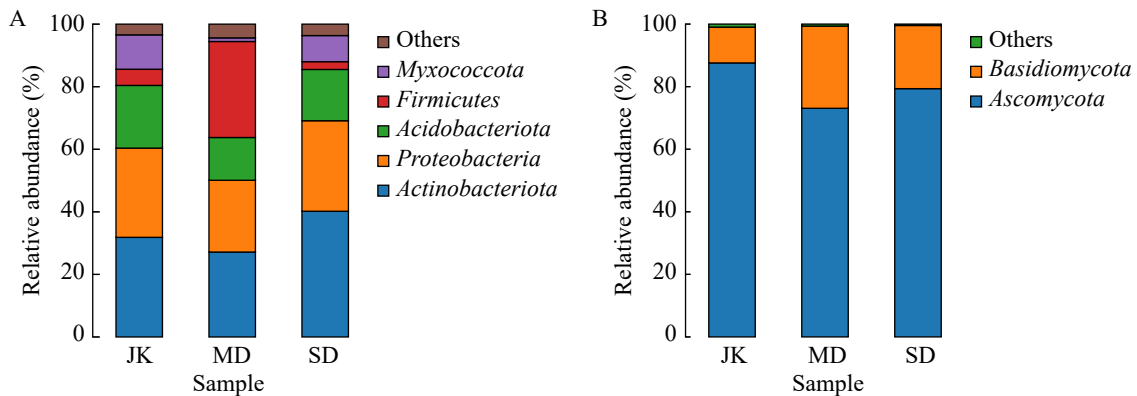 A
Relative abundance (%)
100
80
60
40
20
0
JK MD SD
Sample
Others
Myxococcota
Firmicutes
Acidobacteriota
Proteobacteria
Actinobacteriota
B
Relative abundance (%)
100
80
60
40
20
0
JK MD SD
Sample
Others
Basidiomycota
Ascomycota